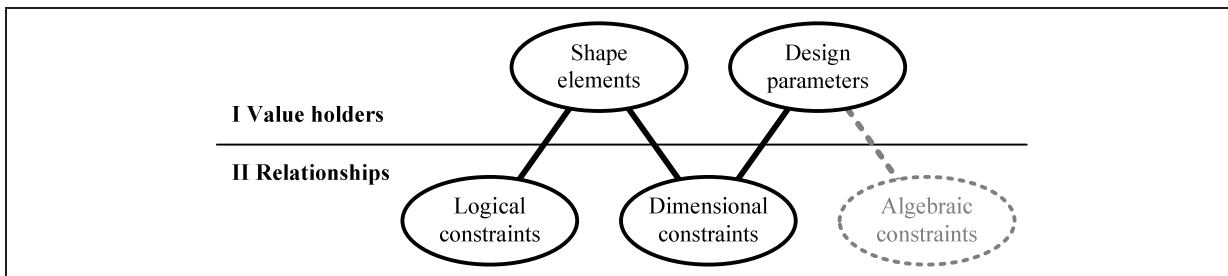 Shape
elements
Design
parameters
I Value holders
II Relationships
Logical
constraints
Dimensional
constraints
Algebraic
constraints